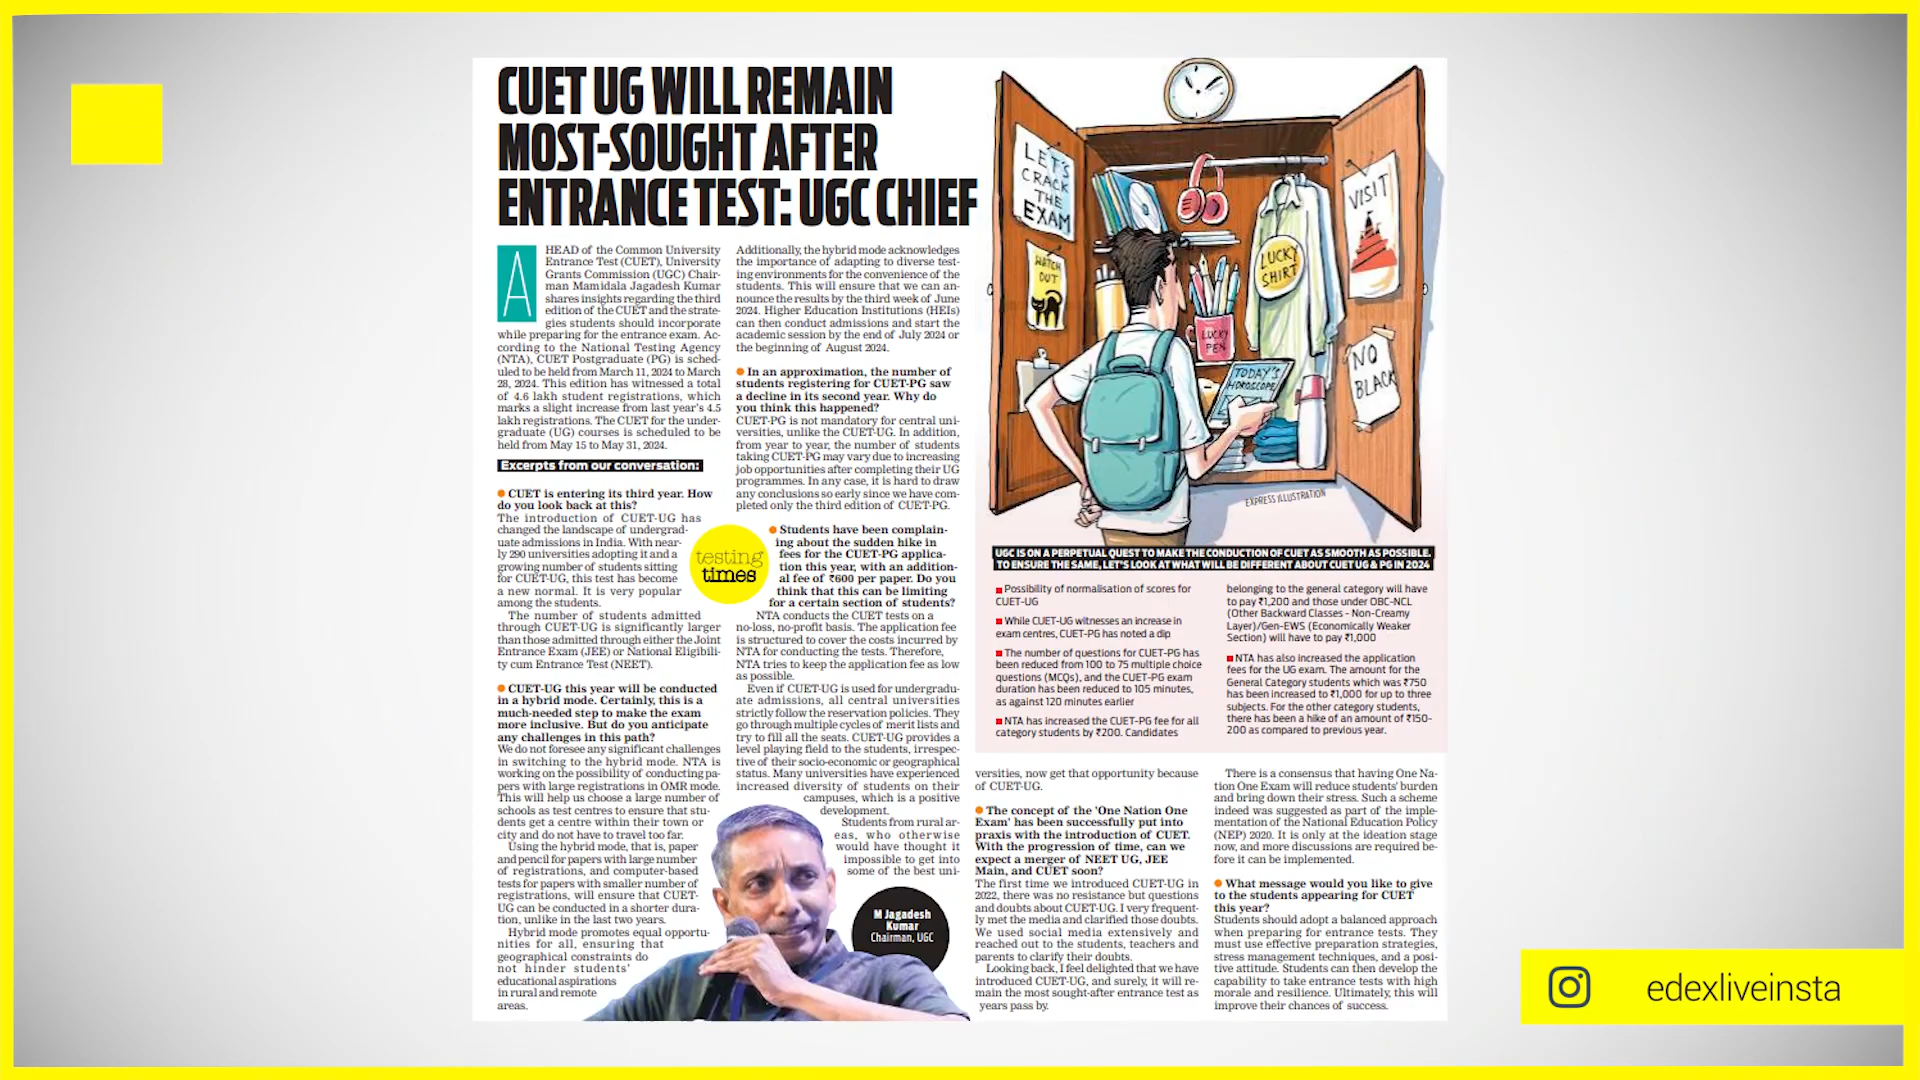 CUET UG WILL REMAIN
MOST-SOUGHT AFTER
ENTRANCE TEST: UGC CHIEF
AHEAD of the Common University
Entrance Test (CUET), University
Grants Commission (UGC) Chair-
man Mamidala Jagadesh Kumar
shares insights regarding the third
edition of the CUET and the strate-
gies students should incorporate
while preparing for the entrance exam. Ac-
cording to the National Testing Agency
(NTA), CUET Postgraduate (PG) is sched-
uled to be held from March 11, 2024 to March
28, 2024. This edition has witnessed a total
of 4.6 lakh student registrations, which
marks a slight increase from last year's 4.5
lakh registrations. The CUET for the under-
graduate (UG) courses is scheduled to be
held from May 15 to May 31, 2024.
Excerpts from our conversation:
CUET is entering its third year. How
do you look back at this?
The introduction of CUET-UG has
changed the landscape of undergrad-
uate admissions in India. With near-
ly 290 universities adopting it and a
growing number of students sitting
for CUET-UG, this test has become
a new normal. It is very popular
among the students.
The number of students admitted
through CUET-UG is significantly larger
than those admitted through either the Joint
Entrance Exam (JEE) or National Eligibili-
ty cum Entrance Test (NEET).
CUET-UG this year will be conducted
in a hybrid mode. Certainly, this is a
much-needed step to make the exam
more inclusive. But do you anticipate
any challenges in this path?
We do not foresee any significant challenges
in switching to the hybrid mode. NTA is
working on the possibility of conducting pa-
pers with large registrations in OMR mode.
This will help us choose a large number of
schools as test centres to ensure that stu-
dents get a centre within their town or
city and do not have to travel too far.
Using the hybrid mode, that is, paper
and pencil for papers with large number
of registrations, and computer-based
tests for papers with smaller number of
registrations, will ensure that CUET-
UG can be conducted in a shorter dura-
tion, unlike in the last two years.
Hybrid mode promotes equal opportu-
nities for all, ensuring that
geographical constraints do
not hinder students'
educational aspirations
in rural and remote
areas.
Additionally, the hybrid mode acknowledges
the importance of adapting to diverse test-
ing environments for the convenience of the
students. This will ensure that we can an-
nounce the results by the third week of June
2024. Higher Education Institutions (HEIs)
can then conduct admissions and start the
academic session by the end of July 2024 or
the beginning of August 2024.
In an approximation, the number of
students registering for CUET-PG saw
a decline in its second year. Why do
you think this happened?
CUET-PG is not mandatory for central uni-
versities, unlike the CUET-UG. In addition,
from year to year, the number of students
taking CUET-PG may vary due to increasing
job opportunities after completing their UG
programmes. In any case, it is hard to draw
any conclusions so early since we have com-
pleted only the third edition of CUET-PG.
testing
times
Students have been complain-
ing about the sudden hike in
fees for the CUET-PG applica-
tion this year, with an addition-
al fee of ₹600 per paper. Do you
think that this can be limiting
for a certain section of students?
NTA conducts the CUET tests on a
no-loss, no-profit basis. The application fee
is structured to cover the costs incurred by
NTA for conducting the tests. Therefore,
NTA tries to keep the application fee as low
as possible.
Even if CUET-UG is used for undergradu-
ate admissions, all central universities
strictly follow the reservation policies. They
go through multiple cycles of merit lists and
try to fill all the seats. CUET-UG provides a
level playing field to the students, irrespec-
tive of their socio-economic or geographical
status. Many universities have experienced
increased diversity of students on their
campuses, which is a positive
development.
Students from rural ar-
eas, who otherwise
would have thought it
impossible to get into
some of the best uni-
M Jagadesh
Kumar
Chairman, UGC
LET'S
CRACK
THE
EXAM
WATCH
OUT
LUCKY
SHIRT
LUCKY
PEN
TODAY'S
HOROSCOPE
VISIT
NO
BLACK
EXPRESS ILLUSTRATION
UGC IS ON A PERPETUAL QUEST TO MAKE THE CONDUCTION OF CUET AS SMOOTH AS POSSIBLE.
TO ENSURE THE SAME, LET'S LOOK AT WHAT WILL BE DIFFERENT ABOUT CUET UG & PG IN 2024
Possibility of normalisation of scores for
CUET-UG
While CUET-UG witnesses an increase in
exam centres, CUET-PG has noted a dip
The number of questions for CUET-PG has
been reduced from 100 to 75 multiple choice
questions (MCQs), and the CUET-PG exam
duration has been reduced to 105 minutes,
as against 120 minutes earlier
NTA has increased the CUET-PG fee for all
category students by ₹200. Candidates
belonging to the general category will have
to pay ₹1,200 and those under OBC-NCL
(Other Backward Classes - Non-Creamy
Layer)/Gen-EWS (Economically Weaker
Section) will have to pay ₹1,000
NTA has also increased the application
fees for the UG exam. The amount for the
General Category students which was ₹750
has been increased to ₹1,000 for up to three
subjects. For the other category students,
there has been a hike of an amount of ₹150-
200 as compared to previous year.
versities, now get that opportunity because
of CUET-UG.
The concept of the 'One Nation One
Exam' has been successfully put into
praxis with the introduction of CUET.
With the progression of time, can we
expect a merger of NEET UG, JEE
Main, and CUET soon?
The first time we introduced CUET-UG in
2022, there was no resistance but questions
and doubts about CUET-UG. I very frequent-
ly met the media and clarified those doubts.
We used social media extensively and
reached out to the students, teachers and
parents to clarify their doubts.
Looking back, I feel delighted that we have
introduced CUET-UG, and surely, it will re-
main the most sought-after entrance test as
years pass by.
There is a consensus that having One Na-
tion One Exam will reduce students' burden
and bring down their stress. Such a scheme
indeed was suggested as part of the imple-
mentation of the National Education Policy
(NEP) 2020. It is only at the ideation stage
now, and more discussions are required be-
fore it can be implemented.
What message would you like to give
to the students appearing for CUET
this year?
Students should adopt a balanced approach
when preparing for entrance tests. They
must use effective preparation strategies,
stress management techniques, and a posi-
tive attitude. Students can then develop the
capability to take entrance tests with high
morale and resilience. Ultimately, this will
improve their chances of success.
edexliveinsta